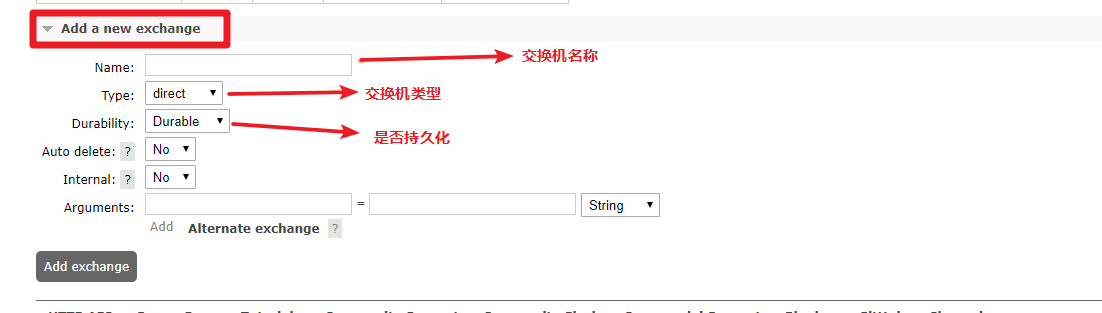 Add a new exchange
Name: 交换机名称
Type: direct 交换机类型
Durability: Durable 是否持久化
Auto delete: ? No
Internal: ? No
Arguments: = String
Add Alternate exchange ?
Add exchange